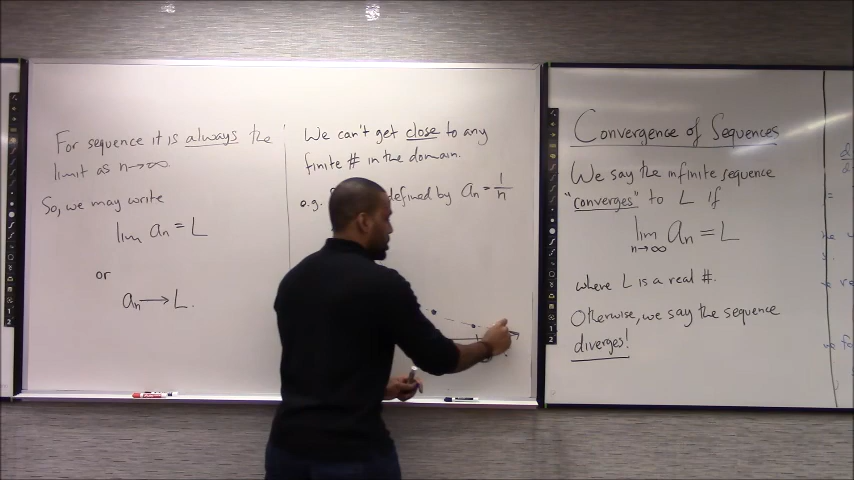 For sequence it is always the
limit as n→∞.
So, we may write
lim aₙ = L
or
aₙ → L.
We can't get close to any
finite # in the domain.
e.g. defined by aₙ = 1/n
Convergence of Sequences
We say the infinite sequence
"converges" to L if
lim n→∞ aₙ = L
where L is a real #.
Otherwise, we say the sequence
diverges!